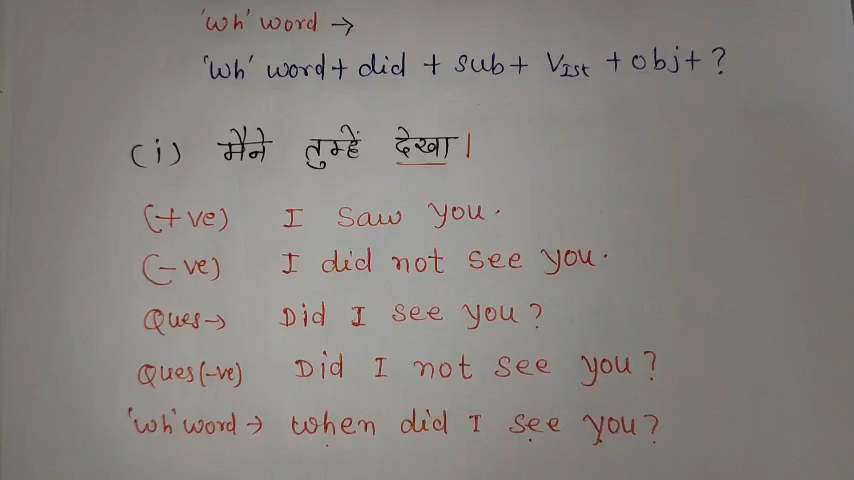 'wh' word →
'wh' word + did + sub + VIst + obj + ?
(i) मैने तुम्हें देखा।
(+ve) I saw you.
(-ve) I did not see you.
Ques→ Did I see you?
Ques(-ve) Did I not see you?
'wh' word → when did I see you?